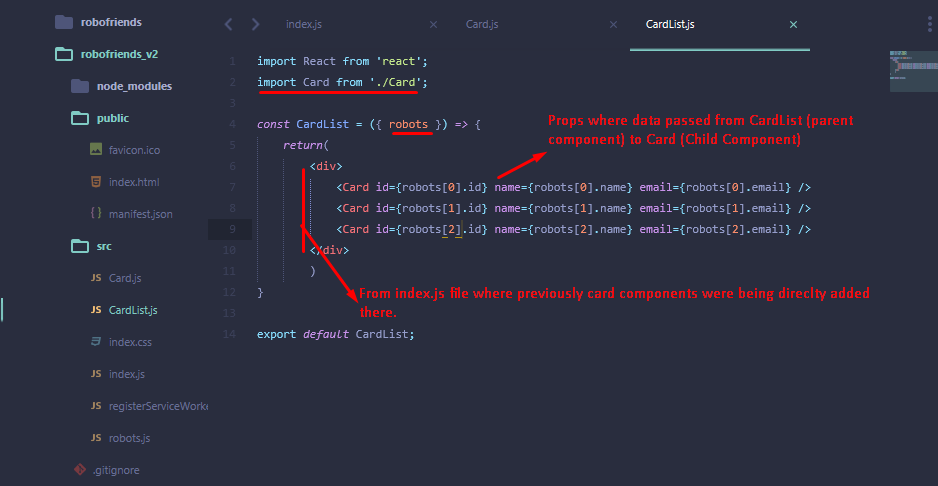 robofriends
robofriends_v2
node_modules
public
favicon.ico
index.html
manifest.json
src
Card.js
CardList.js
index.css
index.js
registerServiceWorke
robots.js
.gitignore
index.js × Card.js × CardList.js ×
1 import React from 'react';
2 import Card from './Card';
3
4 const CardList = ({ robots }) => {
5 return(
6 <div>
7 <Card id={robots[0].id} name={robots[0].name} email={robots[0].email} />
8 <Card id={robots[1].id} name={robots[1].name} email={robots[1].email} />
9 <Card id={robots[2].id} name={robots[2].name} email={robots[2].email} />
10 </div>
11 )
12 }
13
14 export default CardList;
Props where data passed from CardList (parent
component) to Card (Child Component)
From index.js file where previously card components were being direclty added
there.